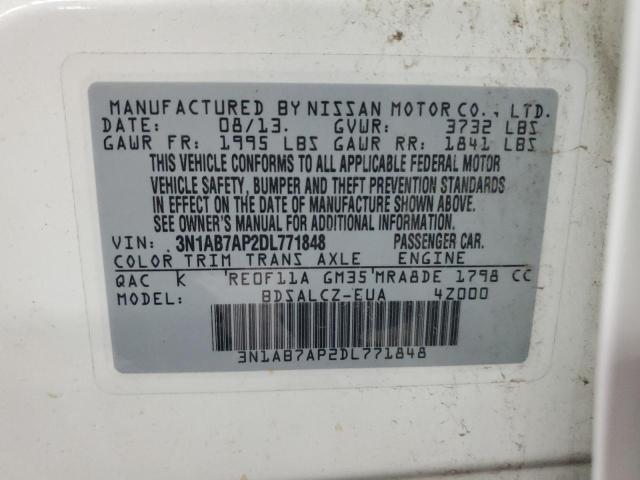 MANUFACTURED BY NISSAN MOTOR CO., LTD.
DATE: 08/13. GVWR: 3732 LBS
GAWR FR: 1995 LBS GAWR RR: 1841 LBS
THIS VEHICLE CONFORMS TO ALL APPLICABLE FEDERAL MOTOR
VEHICLE SAFETY, BUMPER AND THEFT PREVENTION STANDARDS
IN EFFECT ON THE DATE OF MANUFACTURE SHOWN ABOVE.
SEE OWNER'S MANUAL FOR ADDITIONAL INFORMATION.
VIN: 3N1AB7AP2DL771848 PASSENGER CAR.
COLOR TRIM TRANS AXLE ENGINE
QAC K RE0F11A GM35 MRA8DE 1798 CC
MODEL: BDSALCZ-EUA 4Z000
3N1AB7AP2DL771848